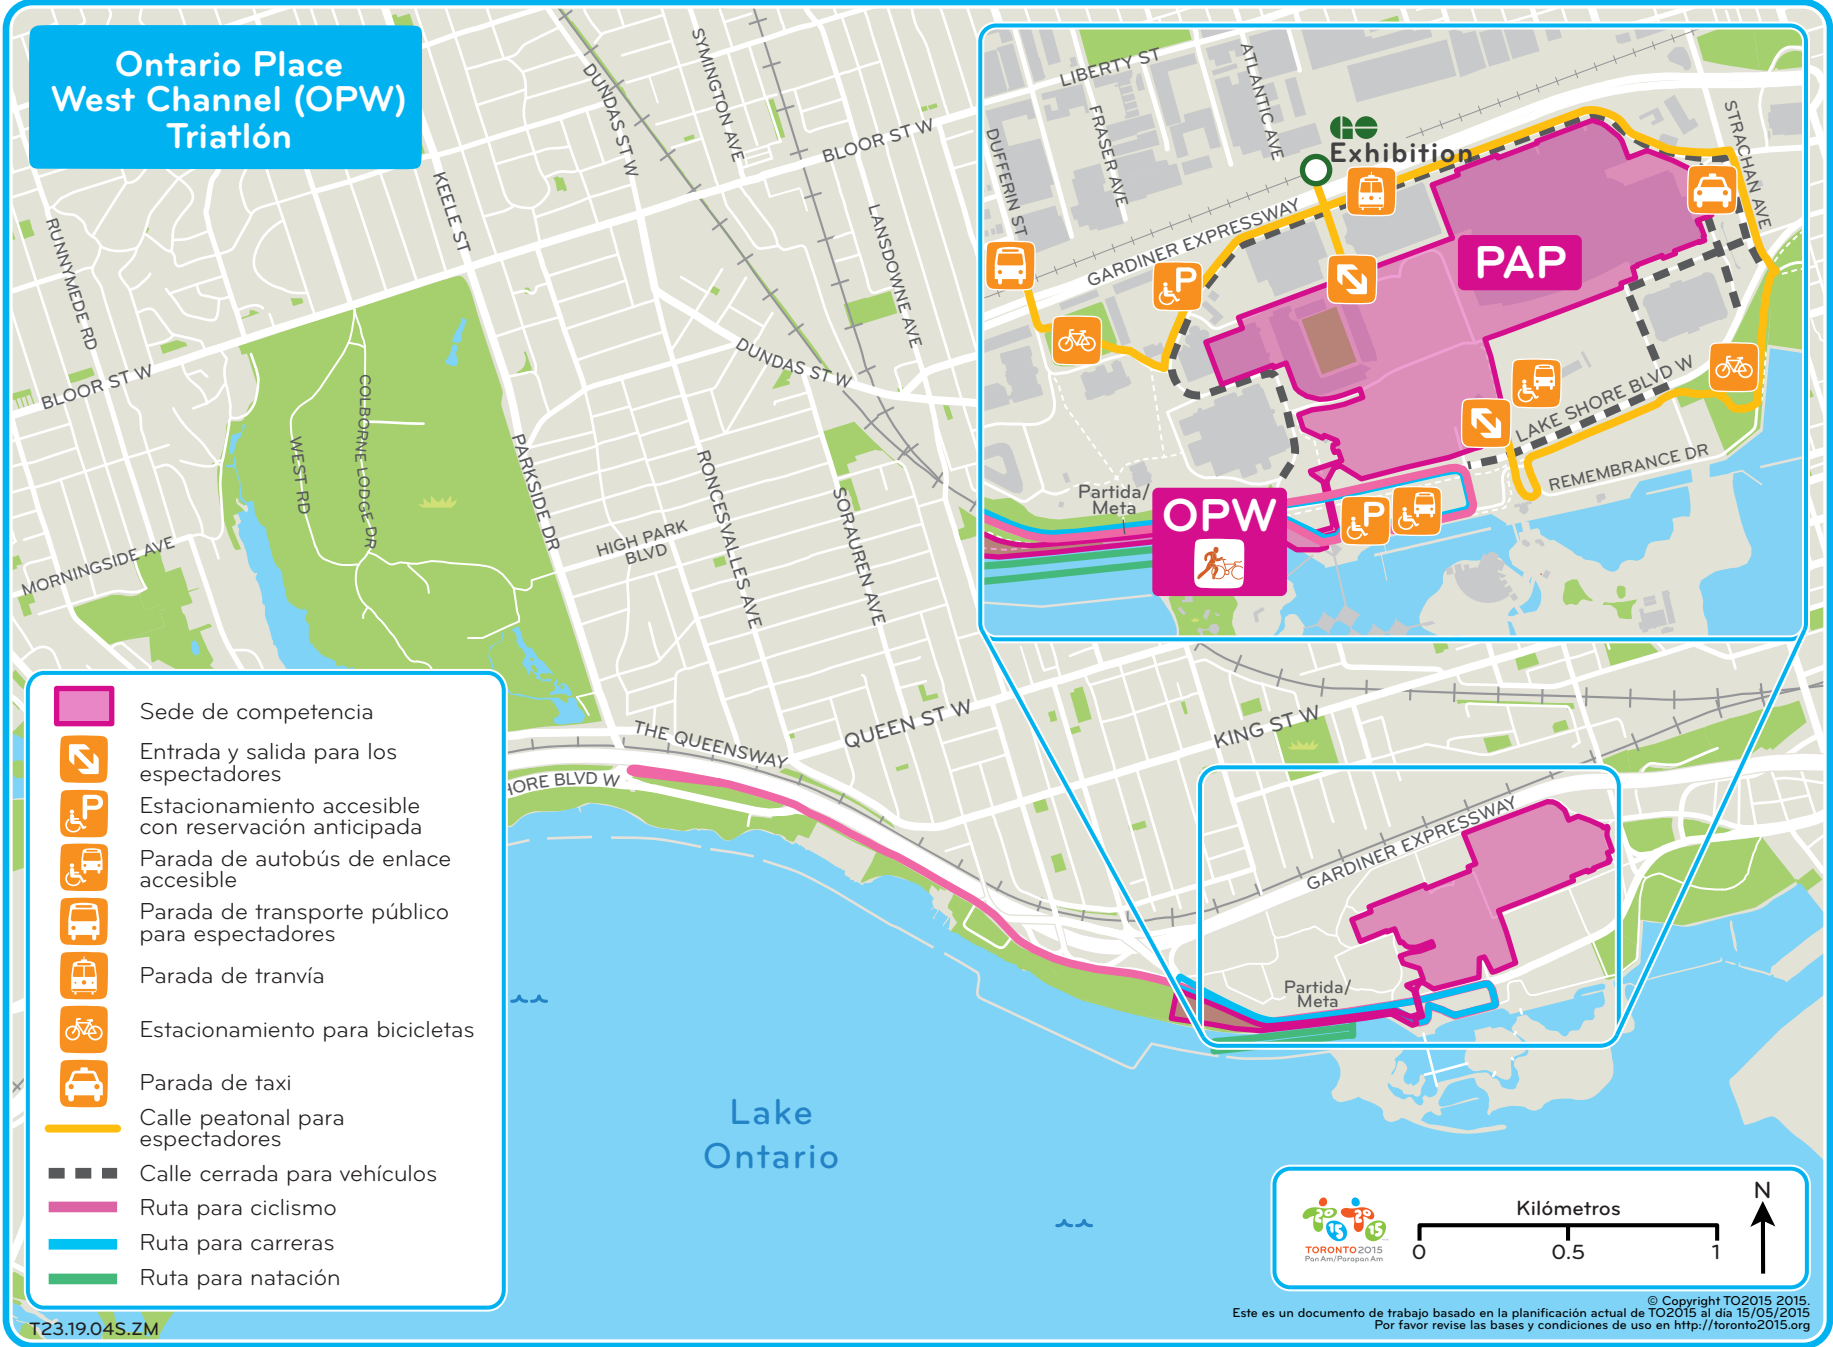 Ontario Place
West Channel (OPW)
Triatlón
DUNDAS ST W
SYMINGTON AVE
BLOOR ST W
KEELE ST
RUNNYMEDE RD
LANSDOWNE AVE
DUNDAS ST W
BLOOR ST W
COLBORNE LODGE DR
WEST RD
PARKSIDE DR
RONCESVALLES AVE
SORAUREN AVE
HIGH PARK
BLVD
MORNINGSIDE AVE
THE QUEENSWAY
QUEEN ST W
KING ST W
HORE BLVD W
GARDINER EXPRESSWAY
Partida/
Meta
Lake
Ontario
LIBERTY ST
ATLANTIC AVE
FRASER AVE
DUFFERIN ST
STRACHAN AVE
GO
Exhibition
GARDINER EXPRESSWAY
P
PAP
LAKE SHORE BLVD W
REMEMBRANCE DR
Partida/
Meta
OPW
P
Sede de competencia
Entrada y salida para los
espectadores
P
Estacionamiento accesible
con reservación anticipada
Parada de autobús de enlace
accesible
Parada de transporte público
para espectadores
Parada de tranvía
Estacionamiento para bicicletas
Parada de taxi
Calle peatonal para
espectadores
Calle cerrada para vehículos
Ruta para ciclismo
Ruta para carreras
Ruta para natación
T23.19.04S.ZM
TORONTO 2015
Pan Am/Parapan Am
Kilómetros
0 0.5 1
N
© Copyright TO2015 2015.
Este es un documento de trabajo basado en la planificación actual de TO2015 al día 15/05/2015
Por favor revise las bases y condiciones de uso en http://toronto2015.org